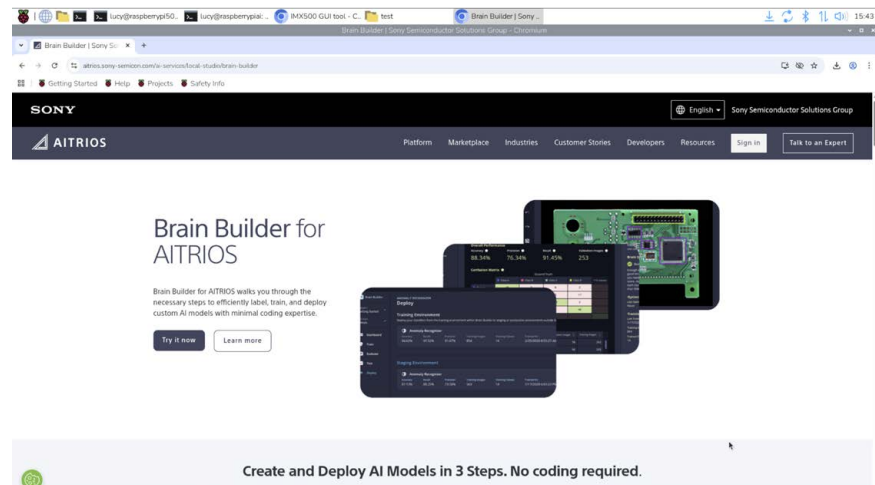 lucy@raspberrypi50..
lucy@raspberrypiai: ..
IMX500 GUI tool - C..
test
Brain Builder | Sony ..
15:43
Brain Builder | Sony Semiconductor Solutions Group - Chromium
Brain Builder | Sony Se
aitrios.sony-semicon.com/ai-services/local-studio/brain-builder
Getting Started
Help
Projects
Safety Info
SONY
English
Sony Semiconductor Solutions Group
AITRIOS
Platform
Marketplace
Industries
Customer Stories
Developers
Resources
Sign in
Talk to an Expert
Brain Builder for
AITRIOS
Brain Builder for AITRIOS walks you through the
necessary steps to efficiently label, train, and deploy
custom AI models with minimal coding expertise.
Try it now
Learn more
88.34%
76.34%
91.45%
253
Deploy
Training Environment
Anomaly Recognition
Staging Environment
Anomaly Recognition
Create and Deploy AI Models in 3 Steps. No coding required.